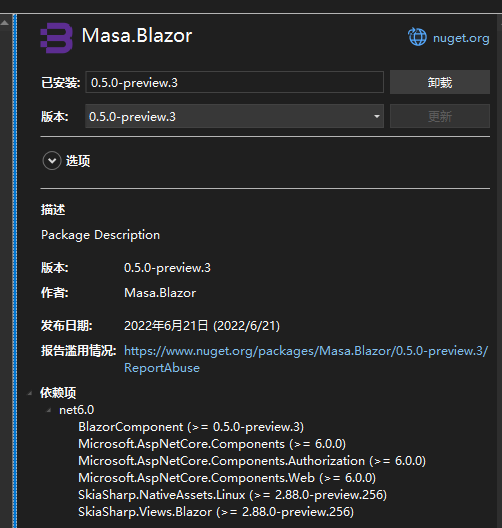 Masa.Blazor
nuget.org
已安装: 0.5.0-preview.3 卸载
版本: 0.5.0-preview.3 更新
选项
描述
Package Description
版本: 0.5.0-preview.3
作者: Masa.Blazor
发布日期: 2022年6月21日 (2022/6/21)
报告滥用情况: https://www.nuget.org/packages/Masa.Blazor/0.5.0-preview.3/
ReportAbuse
依赖项
net6.0
BlazorComponent (>= 0.5.0-preview.3)
Microsoft.AspNetCore.Components (>= 6.0.0)
Microsoft.AspNetCore.Components.Authorization (>= 6.0.0)
Microsoft.AspNetCore.Components.Web (>= 6.0.0)
SkiaSharp.NativeAssets.Linux (>= 2.88.0-preview.256)
SkiaSharp.Views.Blazor (>= 2.88.0-preview.256)